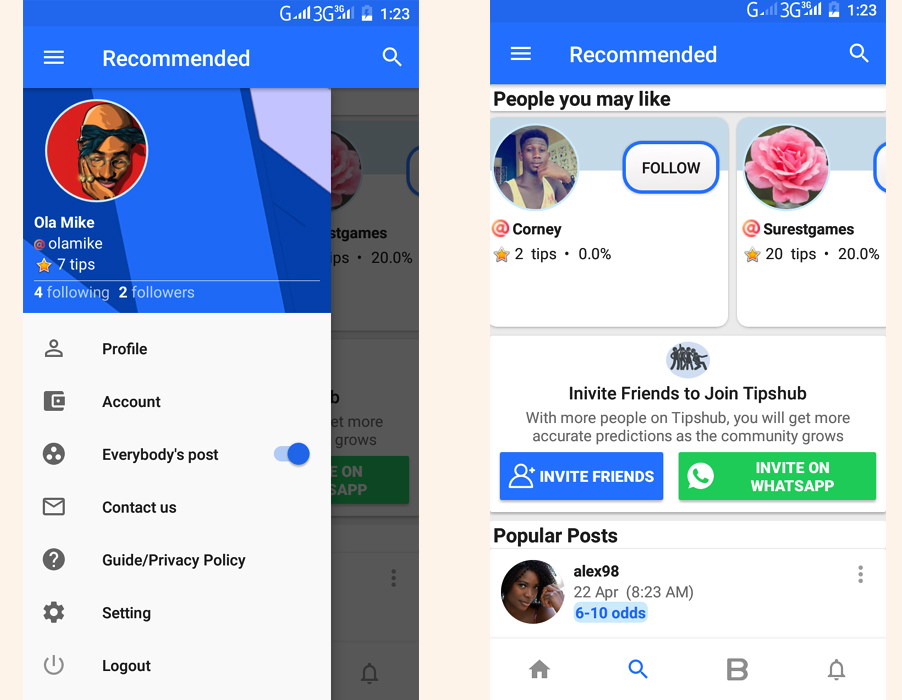 G 3G 3G 1:23
Recommended
Ola Mike
@olamike
7 tips
4 following 2 followers
Profile
Account
Everybody's post
Contact us
Guide/Privacy Policy
Setting
Logout
stgames
ips • 20.0%
b
et more
grows
E ON
SAPP
G 3G 3G 1:23
Recommended
People you may like
FOLLOW
@Corney
2 tips • 0.0%
@Surestgames
20 tips • 20.0%
Inivite Friends to Join Tipshub
With more people on Tipshub, you will get more
accurate predictions as the community grows
INVITE FRIENDS
INVITE ON
WHATSAPP
Popular Posts
alex98
22 Apr (8:23 AM)
6-10 odds
B